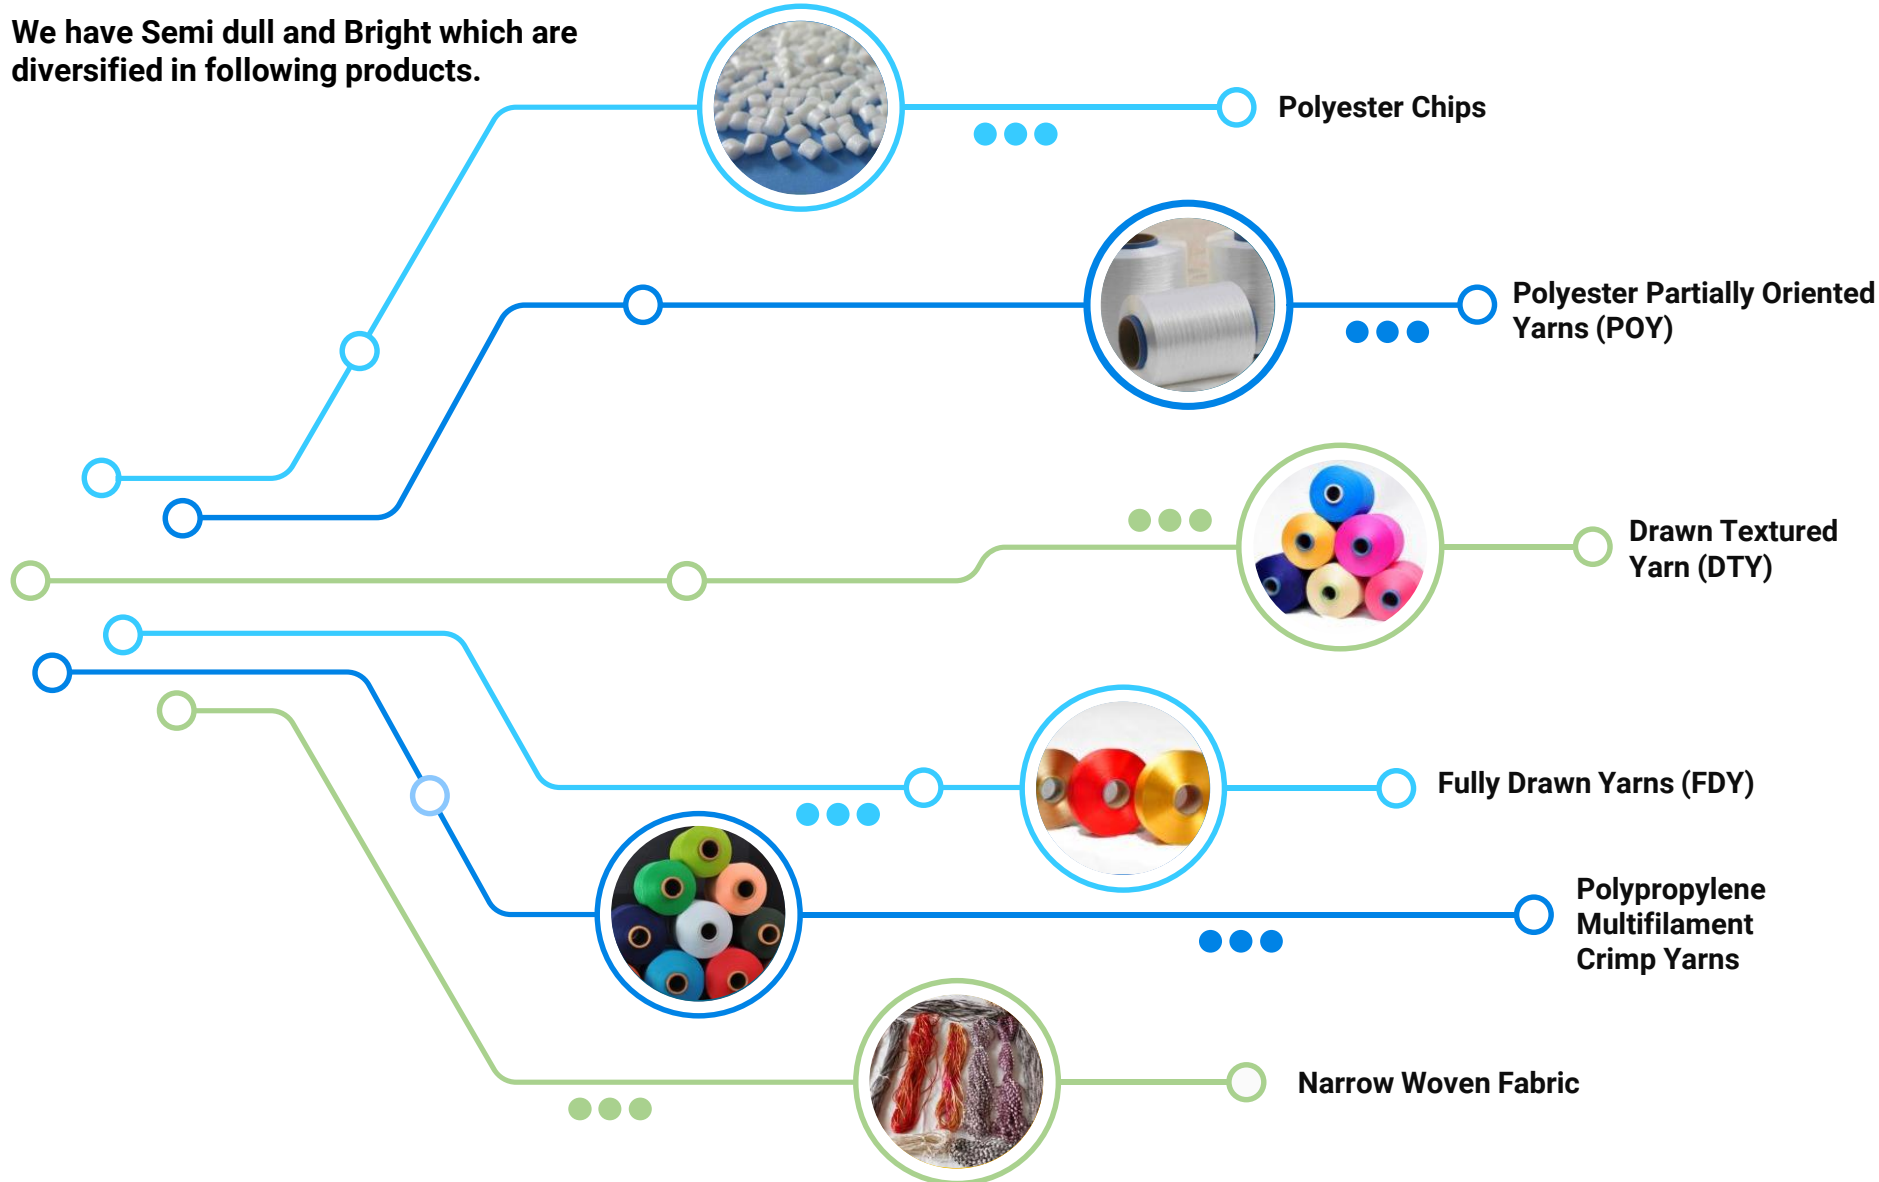 We have Semi dull and Bright which are
diversified in following products.
Polyester Chips
Polyester Partially Oriented
Yarns (POY)
Drawn Textured
Yarn (DTY)
Fully Drawn Yarns (FDY)
Polypropylene
Multifilament
Crimp Yarns
Narrow Woven Fabric